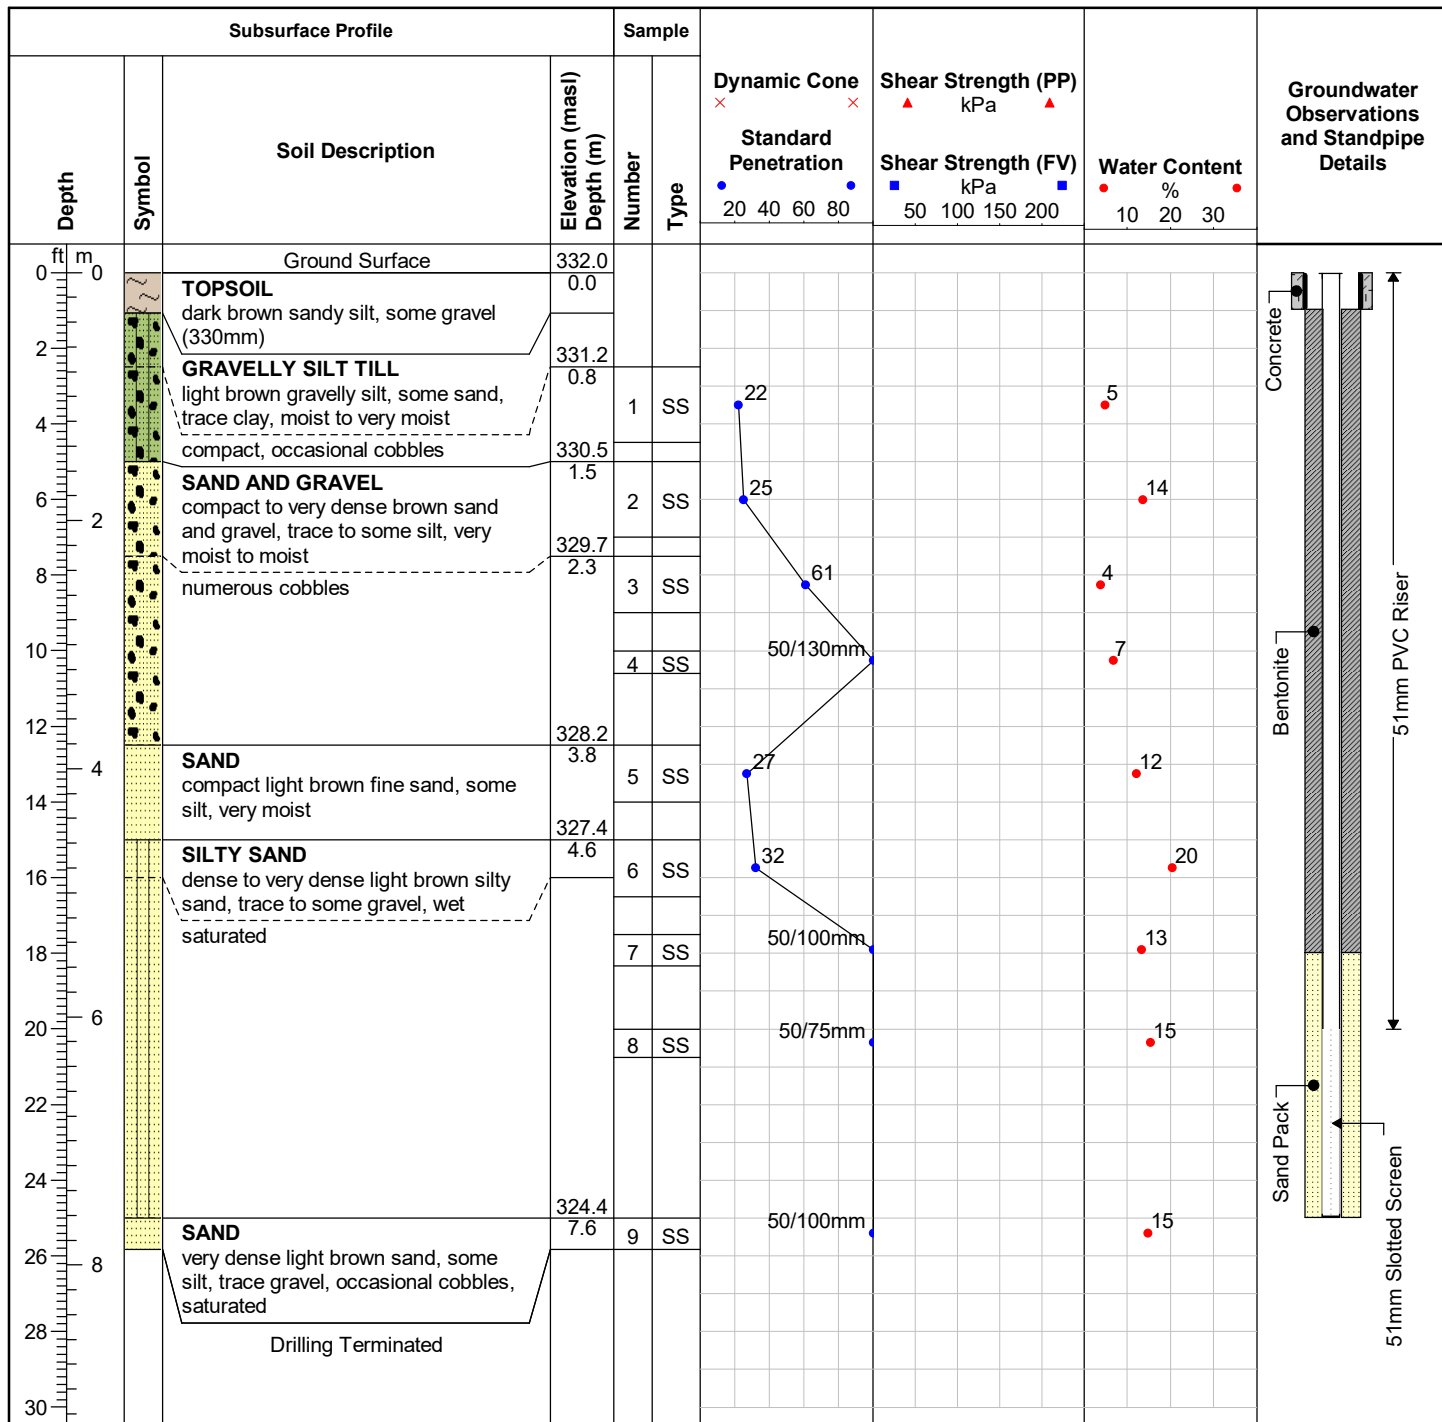 Subsurface Profile
Sample
Depth
Symbol
Soil Description
Elevation (masl)
Depth (m)
Number
Type
Dynamic Cone
Standard
Penetration
20 40 60 80
Shear Strength (PP)
kPa
Shear Strength (FV)
kPa
50 100 150 200
Water Content
%
10 20 30
Groundwater
Observations
and Standpipe
Details
ft m
0
2
4
6
8
10
12
14
16
18
20
22
24
26
28
30
0
2
4
6
8
Ground Surface
332.0
0.0
TOPSOIL
dark brown sandy silt, some gravel
(330mm)
331.2
0.8
GRAVELLY SILT TILL
light brown gravelly silt, some sand,
trace clay, moist to very moist
compact, occasional cobbles
330.5
1.5
SAND AND GRAVEL
compact to very dense brown sand
and gravel, trace to some silt, very
moist to moist
329.7
2.3
numerous cobbles
328.2
3.8
SAND
compact light brown fine sand, some
silt, very moist
327.4
4.6
SILTY SAND
dense to very dense light brown silty
sand, trace to some gravel, wet
saturated
324.4
7.6
SAND
very dense light brown sand, some
silt, trace gravel, occasional cobbles,
saturated
Drilling Terminated
1 SS
2 SS
3 SS
4 SS
5 SS
6 SS
7 SS
8 SS
9 SS
22
25
61
50/130mm
27
32
50/100mm
50/75mm
50/100mm
5
14
4
7
12
20
13
15
15
Concrete
Bentonite
51mm PVC Riser
Sand Pack
51mm Slotted Screen